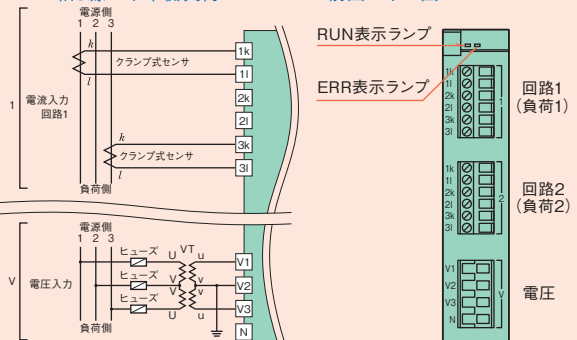 電源側
1 2 3
k
l
クランプ式センサ
1k
1l
2k
2l
3k
3l
1
電流入力
回路1
k
クランプ式センサ
l
負荷側
電源側
1 2 3
ヒューズ
ヒューズ
ヒューズ
U
VT
u
V
v
V
v
U
u
V1
V2
V3
N
V
電圧入力
負荷側
RUN表示ランプ
ERR表示ランプ
1k
1l
2k
2l
3k
3l
1
回路1
(負荷1)
1k
1l
2k
2l
3k
3l
2
回路2
(負荷2)
V1
V2
V3
N
V
電圧